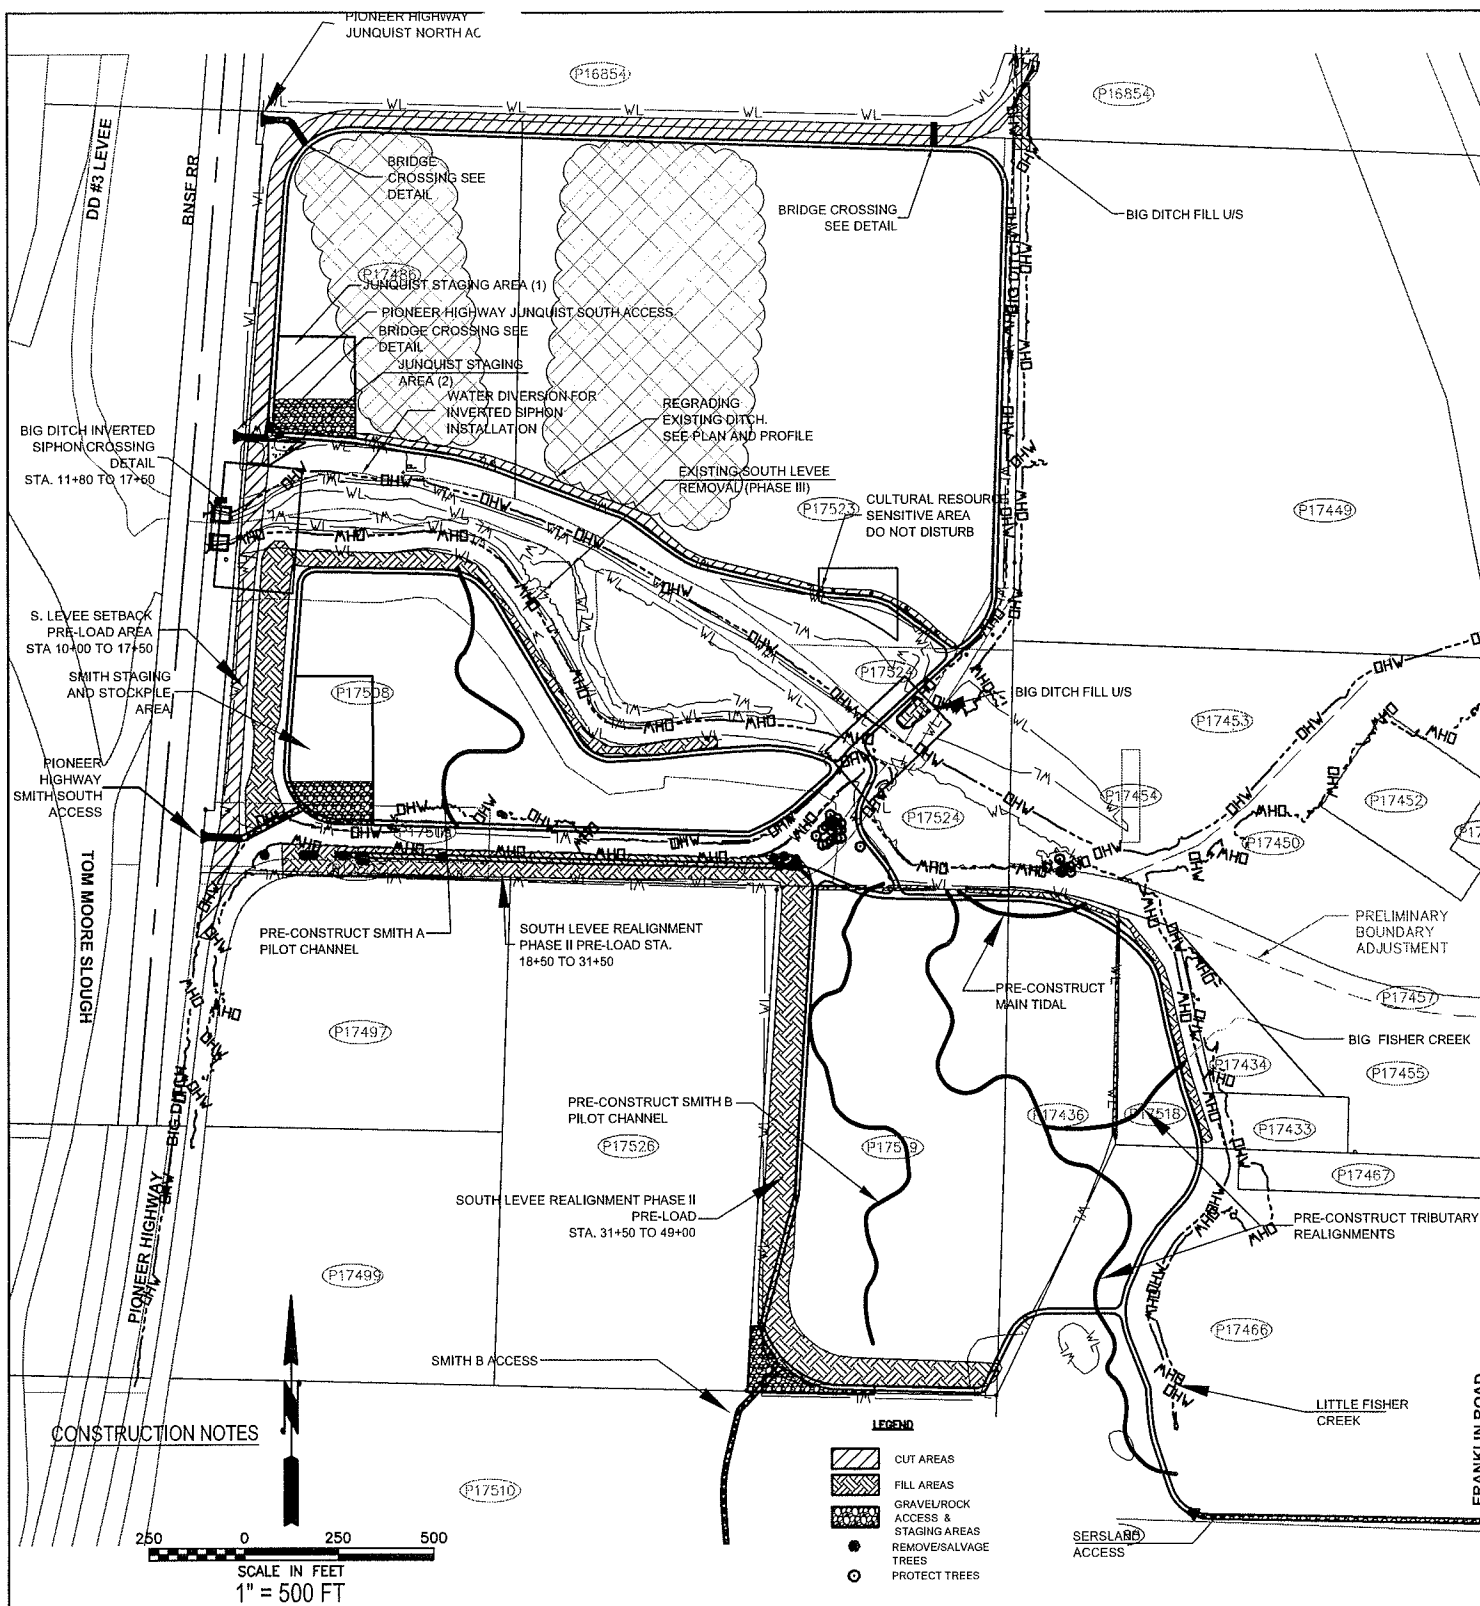 PIONEER HIGHWAY
JUNQUIST NORTH AC
P16854
P16854
DD #3 LEVEE
BNSF RR
BRIDGE
CROSSING SEE
DETAIL
BRIDGE CROSSING
SEE DETAIL
BIG DITCH FILL U/S
BIG DITCH
P17486
JUNQUIST STAGING AREA (1)
PIONEER HIGHWAY JUNQUIST SOUTH ACCESS
BRIDGE CROSSING SEE
DETAIL
JUNQUIST STAGING
AREA (2)
WATER DIVERSION FOR
INVERTED SIPHON
INSTALLATION
REGRADING
EXISTING DITCH.
SEE PLAN AND PROFILE
BIG DITCH INVERTED
SIPHON CROSSING
DETAIL
STA. 11+80 TO 17+50
EXISTING SOUTH LEVEE
REMOVAL (PHASE III)
P17523
CULTURAL RESOURC
SENSITIVE AREA
DO NOT DISTURB
P17449
S. LEVEE SETBACK
PRE-LOAD AREA
STA 10+00 TO 17+50
SMITH STAGING
AND STOCKPILE
AREA
P17508
P17524
BIG DITCH FILL U/S
P17453
PIONEER
HIGHWAY
SMITH SOUTH
ACCESS
P17454
P17452
P17524
P17450
P17508
TOM MOORE SLOUGH
PRE-CONSTRUCT SMITH A
PILOT CHANNEL
SOUTH LEVEE REALIGNMENT
PHASE II PRE-LOAD STA.
18+50 TO 31+50
PRELIMINARY
BOUNDARY
ADJUSTMENT
PRE-CONSTRUCT
MAIN TIDAL
P17457
P17497
BIG FISHER CREEK
P17434
P17455
PRE-CONSTRUCT SMITH B
PILOT CHANNEL
P17436
P17518
P17433
BIG DITCH
P17526
P17519
P17467
PIONEER HIGHWAY
SOUTH LEVEE REALIGNMENT PHASE II
PRE-LOAD
STA. 31+50 TO 49+00
PRE-CONSTRUCT TRIBUTARY
REALIGNMENTS
P17499
P17466
SMITH B ACCESS
LITTLE FISHER
CREEK
FRANKLIN ROAD
CONSTRUCTION NOTES
LEGEND
CUT AREAS
FILL AREAS
GRAVEL/ROCK
ACCESS &
STAGING AREAS
REMOVE/SALVAGE
TREES
PROTECT TREES
P17510
SERSLAND
ACCESS
250 0 250 500
SCALE IN FEET
1" = 500 FT